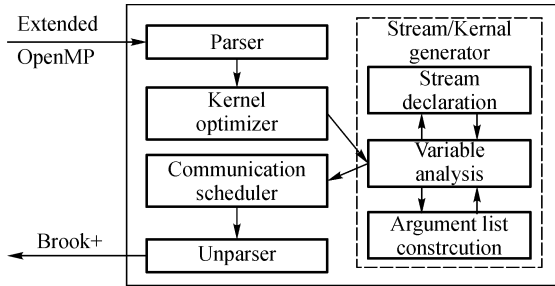 Extended
OpenMP
Parser
Kernel
optimizer
Communication
scheduler
Brook+
Unparser
Stream/Kernal
generator
Stream
declaration
Variable
analysis
Argument list
constrcution